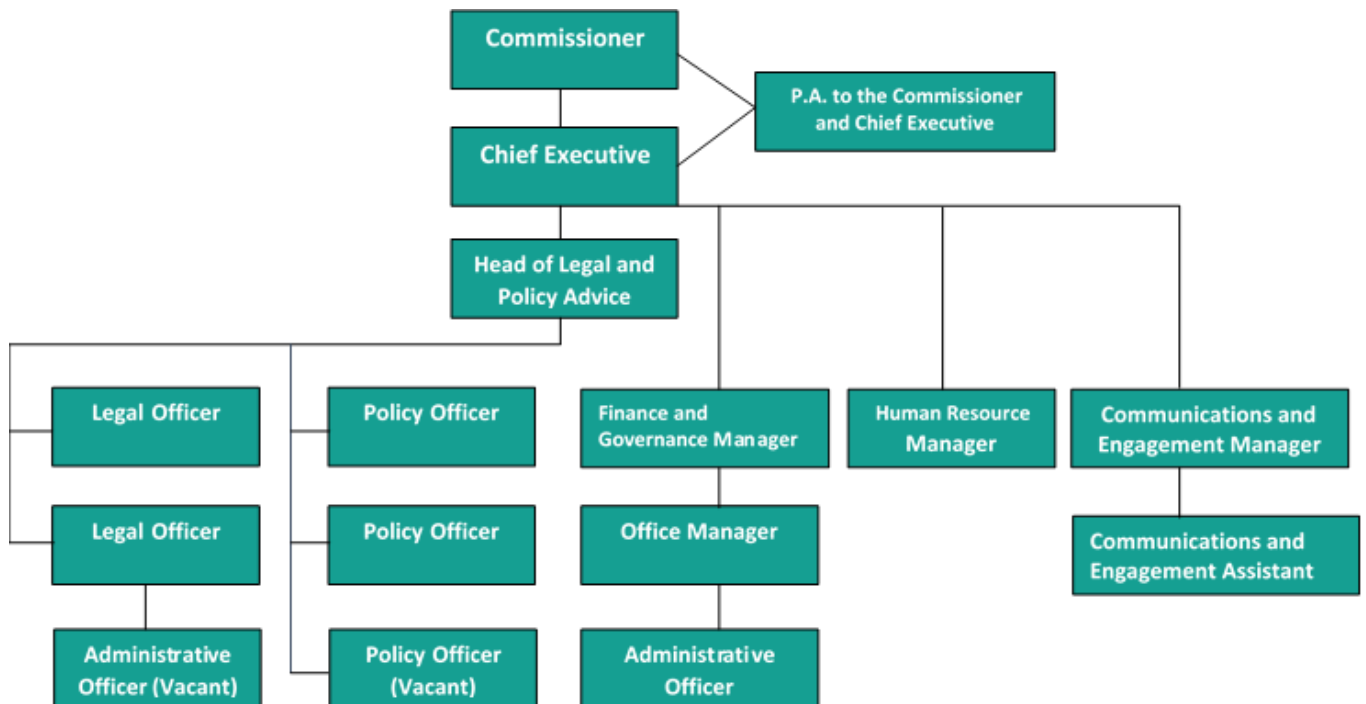 Commissioner
P.A. to the Commissioner
and Chief Executive
Chief Executive
Head of Legal and
Policy Advice
Legal Officer
Policy Officer
Finance and
Governance Manager
Human Resource
Manager
Communications and
Engagement Manager
Legal Officer
Policy Officer
Office Manager
Communications and
Engagement Assistant
Administrative
Officer (Vacant)
Policy Officer
(Vacant)
Administrative
Officer